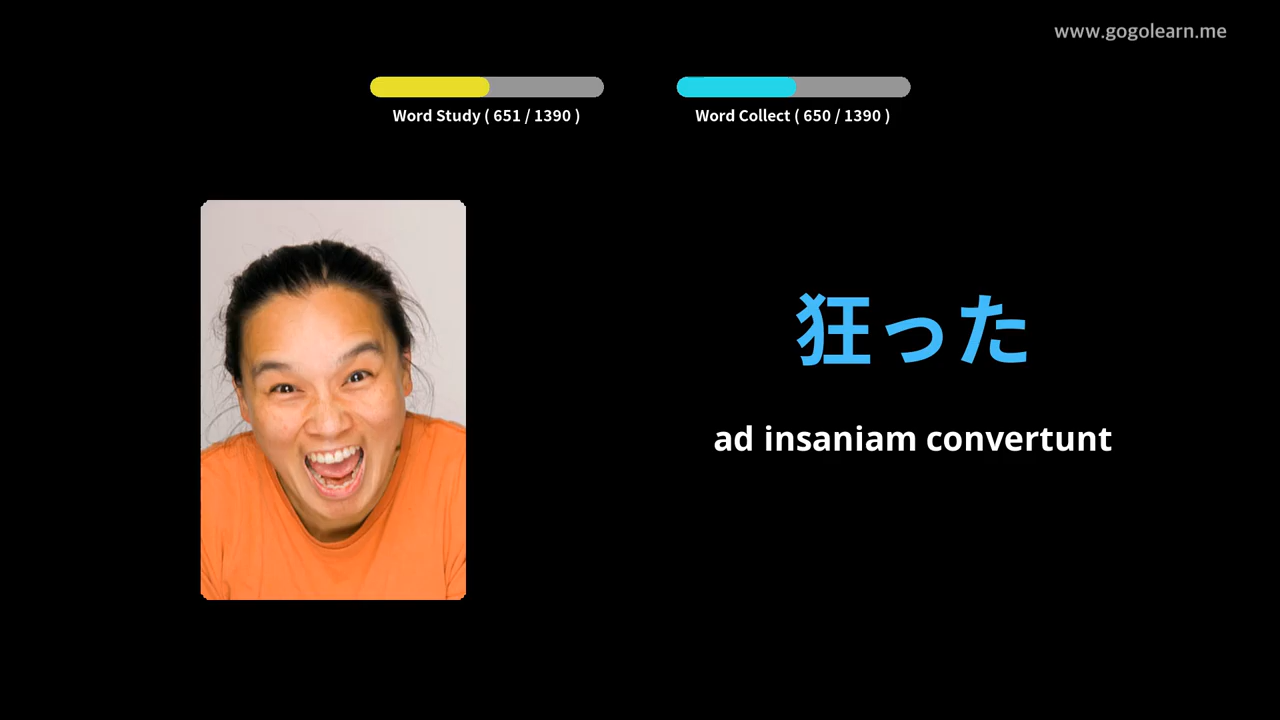 www.gogolearn.me
Word Study ( 651 / 1390 )
Word Collect ( 650 / 1390 )
狂った
ad insaniam convertunt